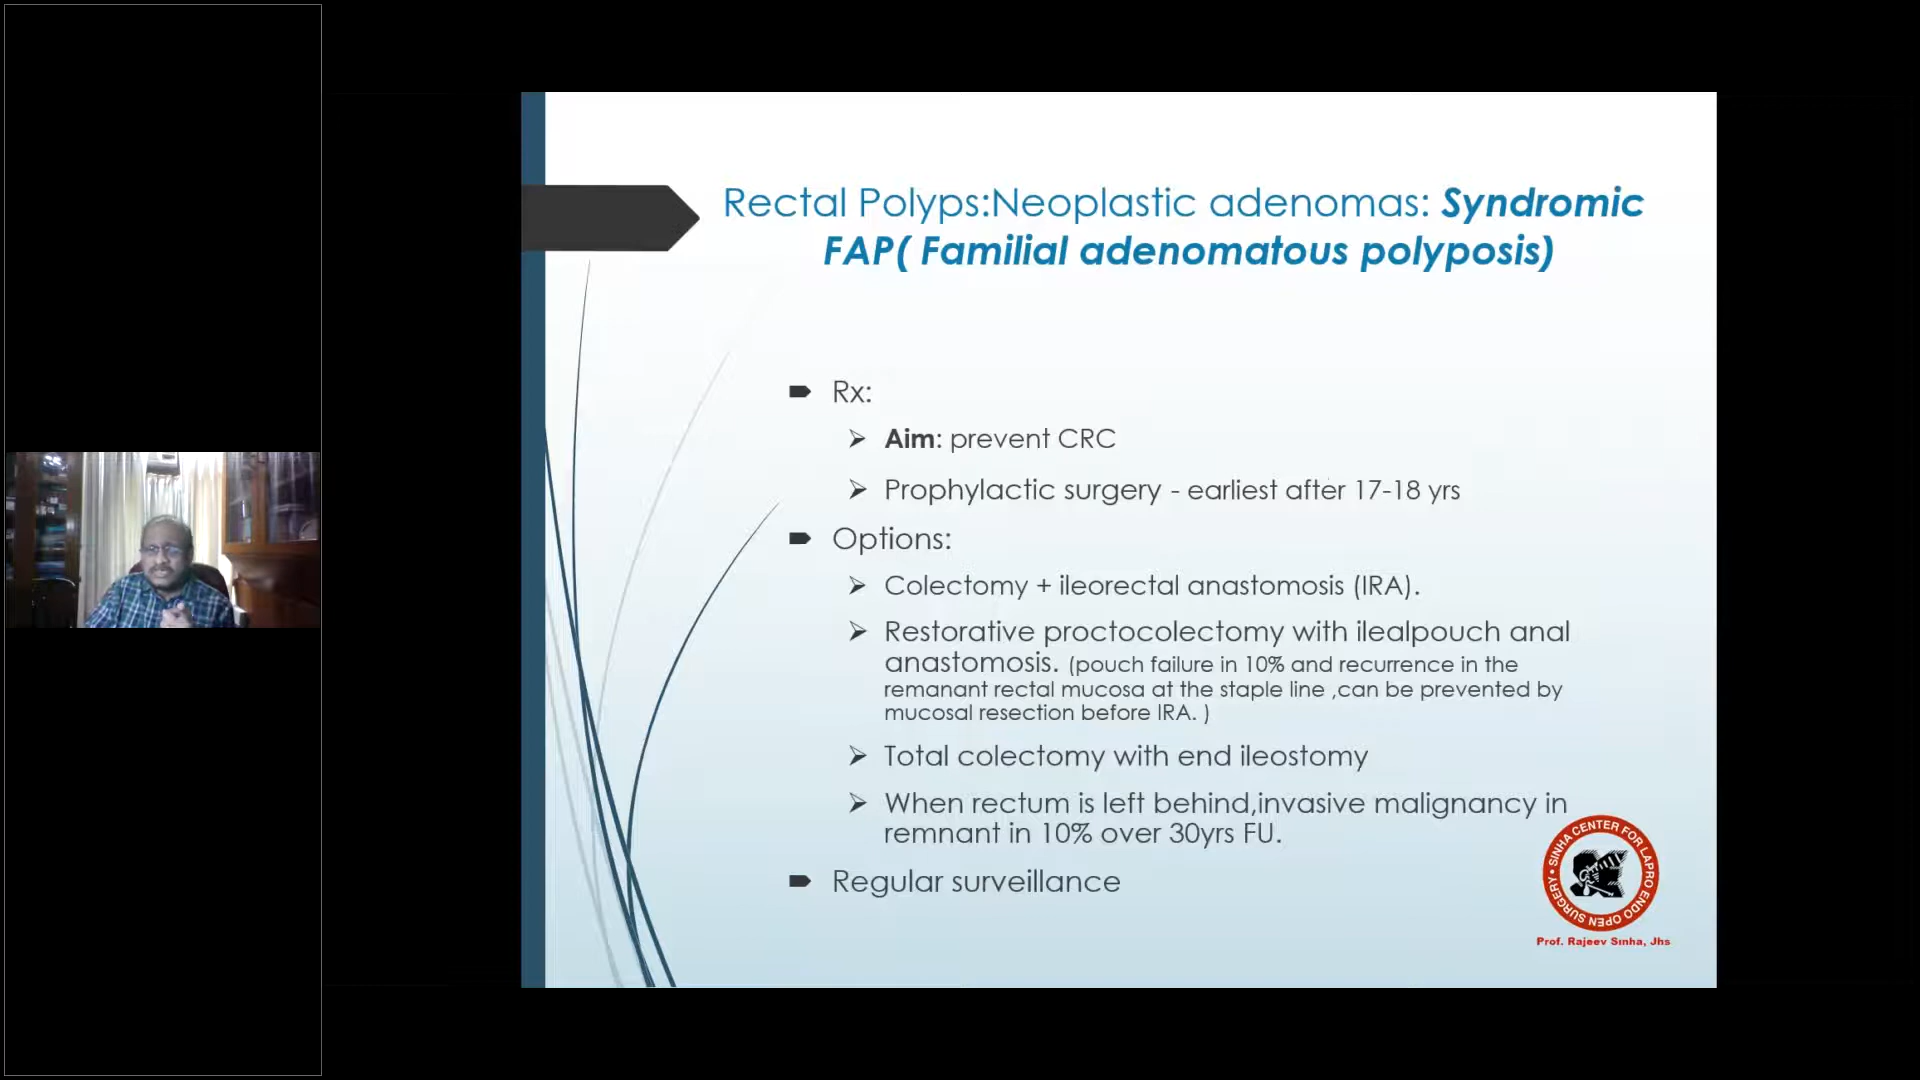 Rectal Polyps:Neoplastic adenomas: Syndromic
FAP( Familial adenomatous polyposis)
Rx:
Aim: prevent CRC
Prophylactic surgery - earliest after 17-18 yrs
Options:
Colectomy + ileorectal anastomosis (IRA).
Restorative proctocolectomy with ilealpouch anal
anastomosis. (pouch failure in 10% and recurrence in the
remanant rectal mucosa at the staple line ,can be prevented by
mucosal resection before IRA. )
Total colectomy with end ileostomy
When rectum is left behind,invasive malignancy in
remnant in 10% over 30yrs FU.
Regular surveillance
SINHA CENTER FOR LAPRO ENDO OPEN SURGERY
Prof. Rajeev Sinha, Jhs